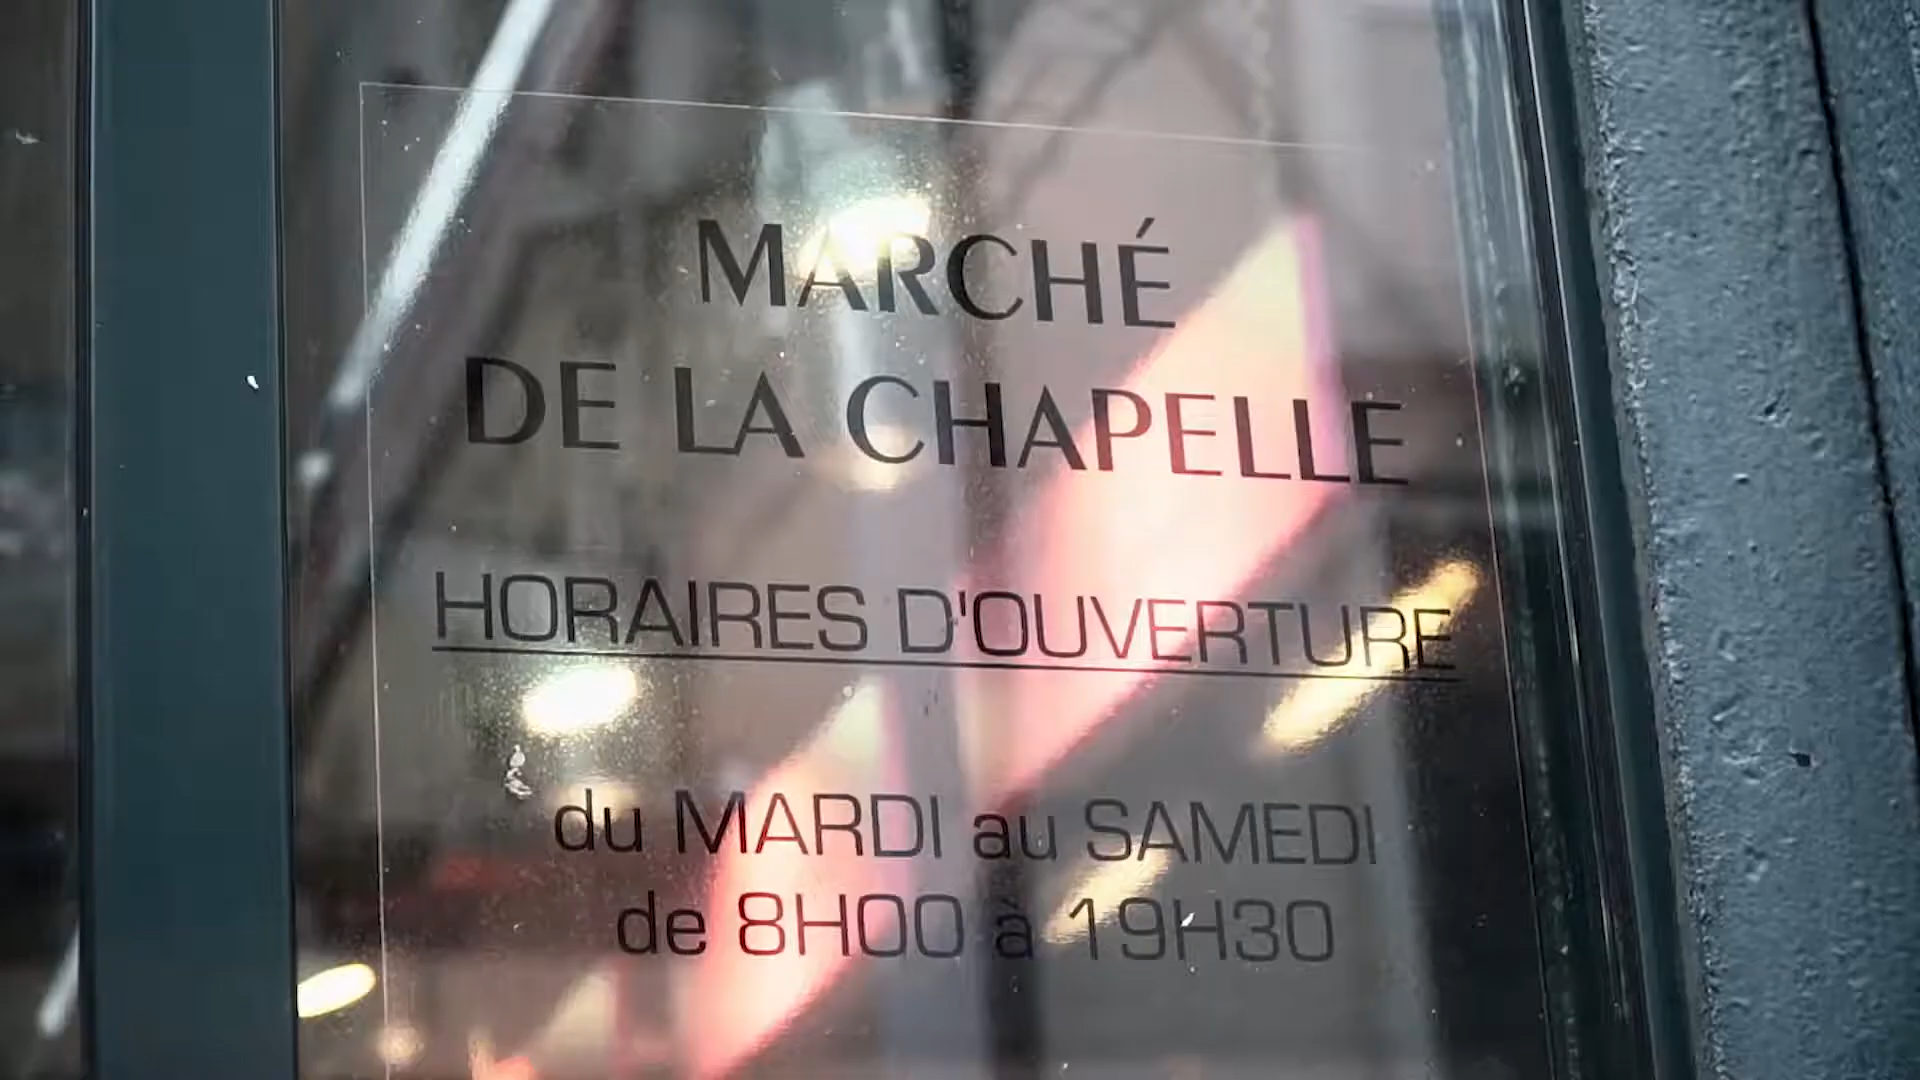 MARCHÉ
DE LA CHAPELLE
HORAIRES D'OUVERTURE
du MARDI au SAMEDI
de 8H00 à 19H30